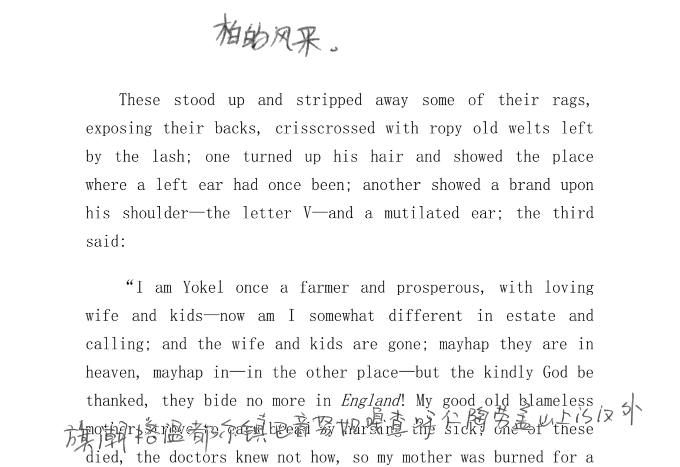 柏的风采。
These stood up and stripped away some of their rags,
exposing their backs, crisscrossed with ropy old welts left
by the lash; one turned up his hair and showed the place
where a left ear had once been; another showed a brand upon
his shoulder—the letter V—and a mutilated ear; the third
said:
“I am Yokel once a farmer and prosperous, with loving
wife and kids—now am I somewhat different in estate and
calling; and the wife and kids are gone; mayhap they are in
heaven, mayhap in—in the other place—but the kindly God be
thanked, they bide no more in England! My good old blameless
mother strove to earn bread by nursing the sick; one of these
died, the doctors knew not how, so my mother was burned for a